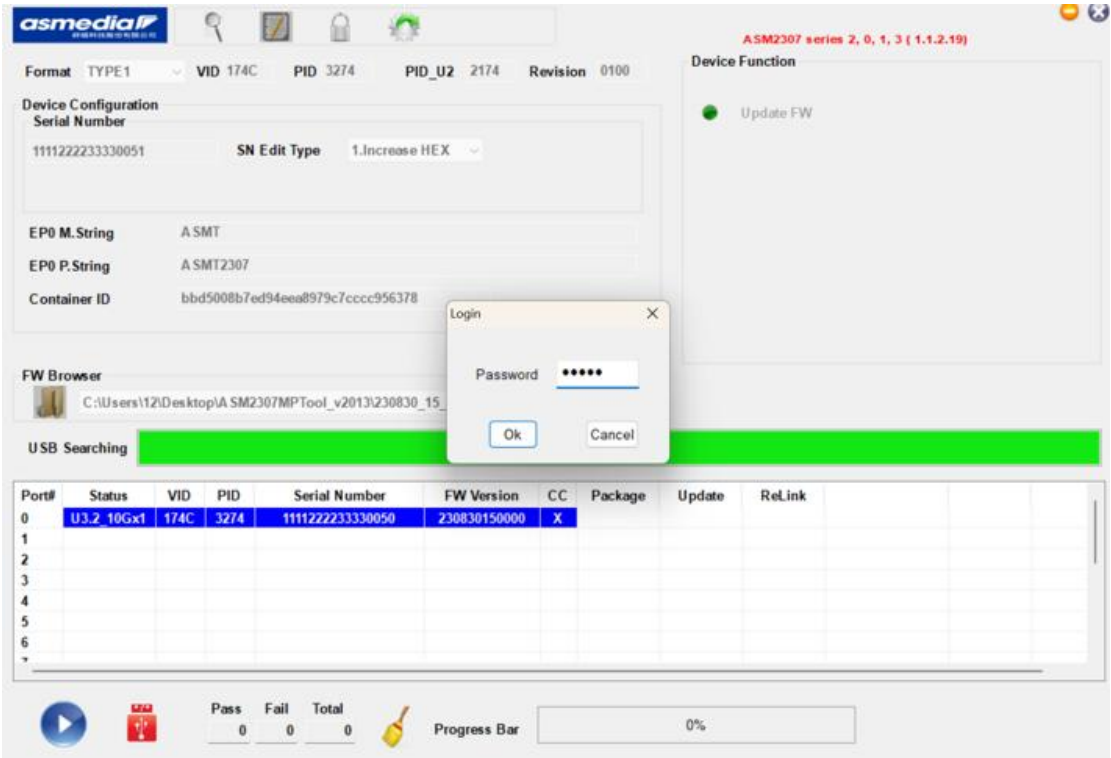 asmedia
ASM2307 series 2, 0, 1, 3 ( 1.1.2.19)
Format TYPE1 VID 174C PID 3274 PID_U2 2174 Revision 0100
Device Function
Device Configuration
Serial Number
Update FW
1111222233330051 SN Edit Type 1.Increase HEX
EP0 M.String ASMT
EP0 P.String ASMT2307
Container ID bbd5008b7ed94eea8979c7cccc956378
Login
Password •••••
Ok Cancel
FW Browser
C:\Users\12\Desktop\ASM2307MPTool_v2013\230830_15_
USB Searching
Port# Status VID PID Serial Number FW Version CC Package Update ReLink
0 U3.2_10Gx1 174C 3274 1111222233330050 230830150000 X
1
2
3
4
5
6
Pass Fail Total
0 0 0
Progress Bar 0%